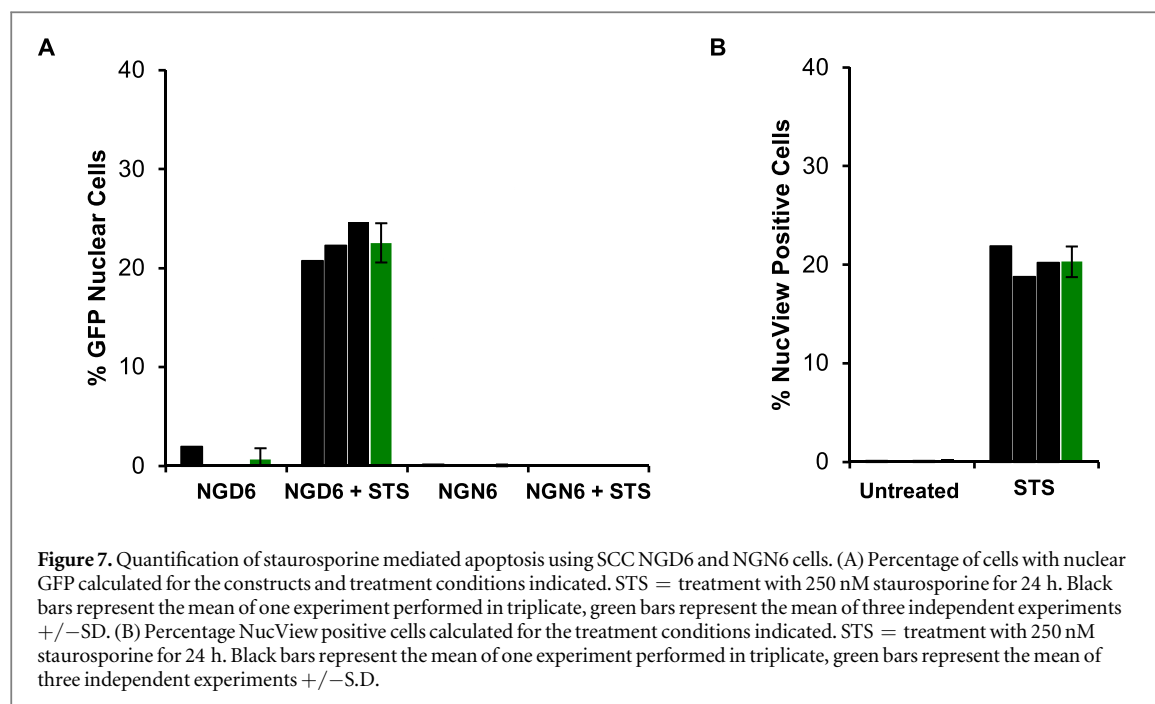 A
% GFP Nuclear Cells
40
30
20
10
0
NGD6
NGD6 + STS
NGN6
NGN6 + STS
B
% NucView Positive Cells
40
30
20
10
0
Untreated
STS
Figure 7. Quantification of staurosporine mediated apoptosis using SCC NGD6 and NGN6 cells. (A) Percentage of cells with nuclear
GFP calculated for the constructs and treatment conditions indicated. STS = treatment with 250 nM staurosporine for 24 h. Black
bars represent the mean of one experiment performed in triplicate, green bars represent the mean of three independent experiments
+/−SD. (B) Percentage NucView positive cells calculated for the treatment conditions indicated. STS = treatment with 250 nM
staurosporine for 24 h. Black bars represent the mean of one experiment performed in triplicate, green bars represent the mean of
three independent experiments +/−S.D.